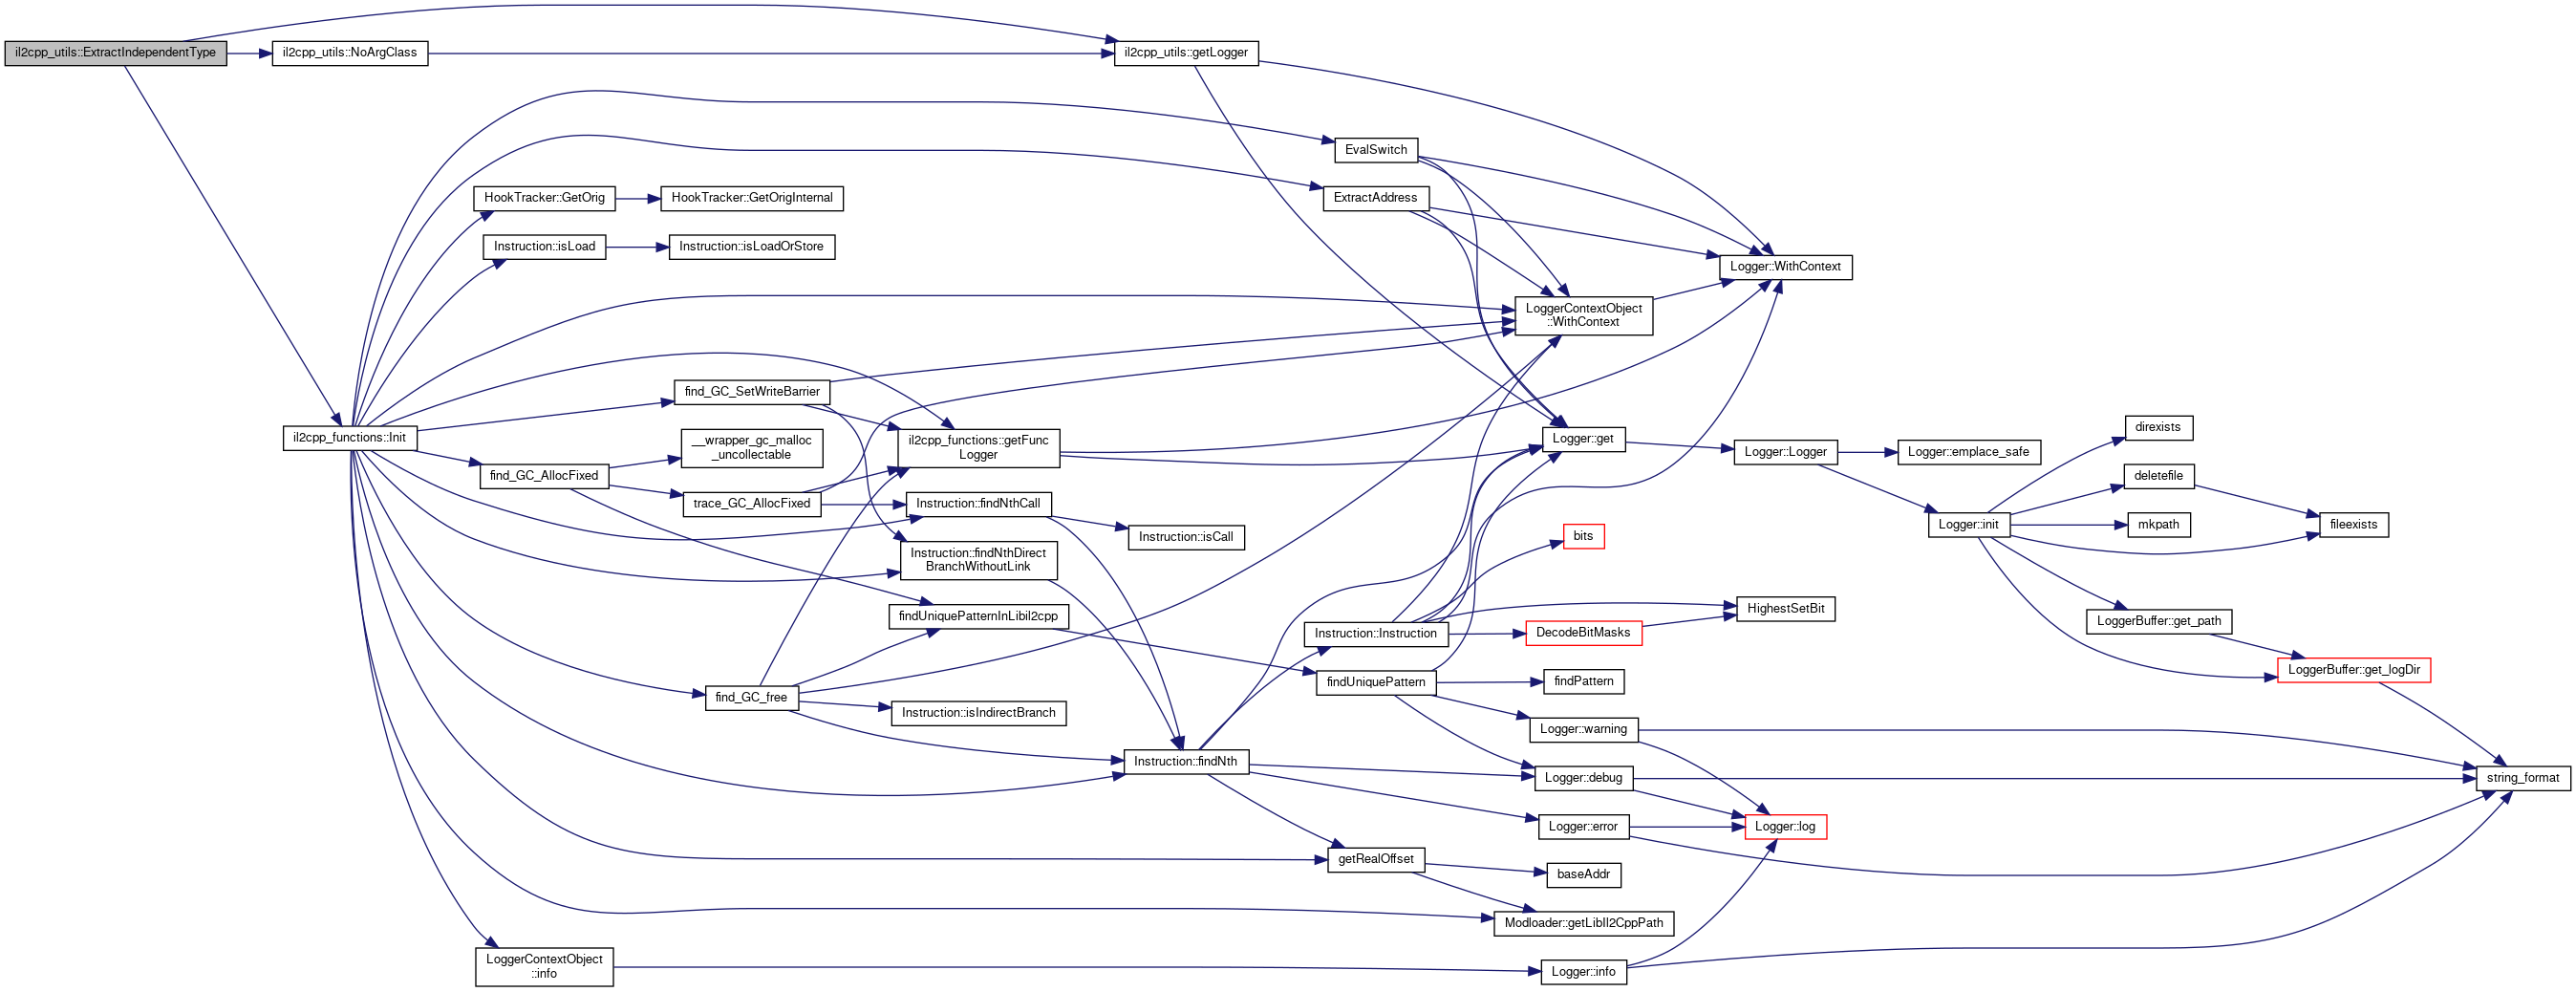 il2cpp_utils::ExtractIndependentType
il2cpp_utils::NoArgClass
il2cpp_utils::getLogger
EvalSwitch
HookTracker::GetOrig
HookTracker::GetOrigInternal
ExtractAddress
Instruction::isLoad
Instruction::isLoadOrStore
Logger::WithContext
LoggerContextObject
::WithContext
find_GC_SetWriteBarrier
il2cpp_functions::Init
__wrapper_gc_malloc
_uncollectable
il2cpp_functions::getFunc
Logger
Logger::get
Logger::Logger
Logger::emplace_safe
direxists
find_GC_AllocFixed
trace_GC_AllocFixed
Instruction::findNthCall
Instruction::isCall
deletefile
Logger::init
mkpath
fileexists
bits
Instruction::findNthDirect
BranchWithoutLink
findUniquePatternInLibil2cpp
Instruction::Instruction
DecodeBitMasks
HighestSetBit
LoggerBuffer::get_path
LoggerBuffer::get_logDir
find_GC_free
Instruction::isIndirectBranch
findUniquePattern
findPattern
Logger::warning
Instruction::findNth
Logger::debug
string_format
Logger::error
Logger::log
getRealOffset
baseAddr
Modloader::getLibIl2CppPath
LoggerContextObject
::info
Logger::info